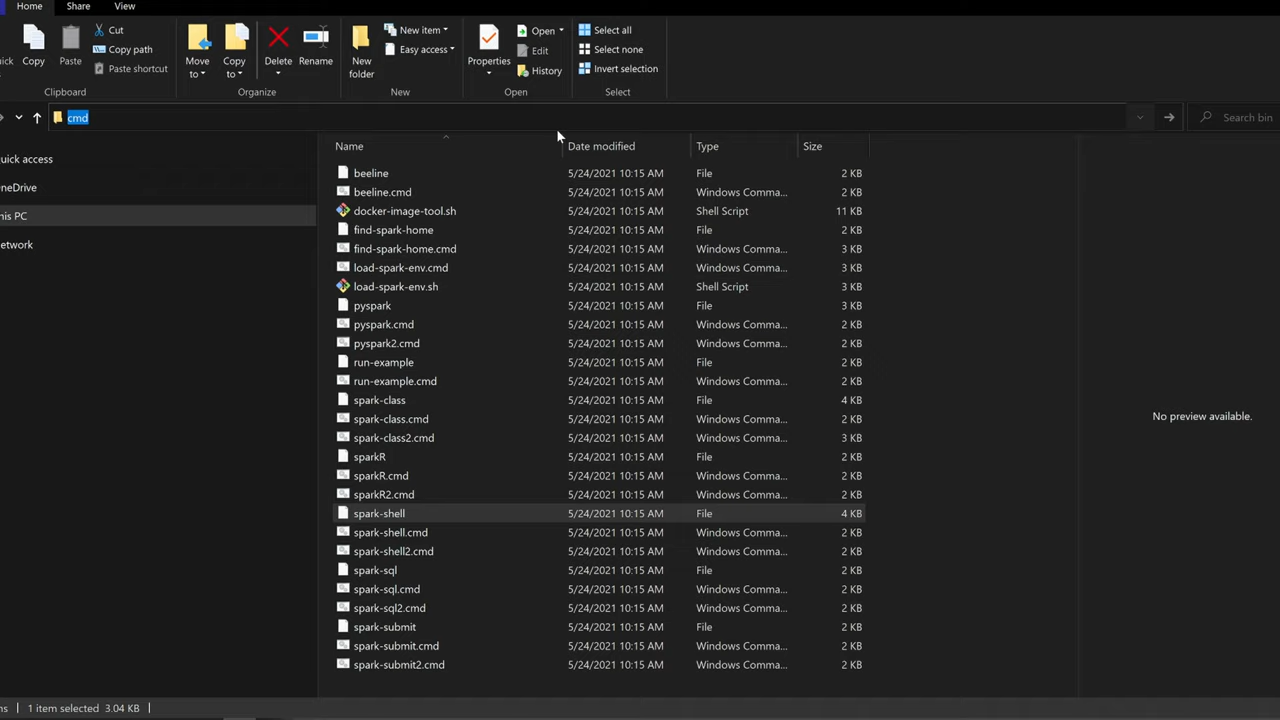 Home Share View
Cut
Copy path
Paste shortcut
Copy
Paste
Clipboard
Move to
Copy to
Delete
Rename
Organize
New item
Easy access
New folder
New
Properties
Open
Edit
History
Open
Select all
Select none
Invert selection
Select
cmd
Search bin
uick access
neDrive
his PC
etwork
Name Date modified Type Size
beeline 5/24/2021 10:15 AM File 2 KB
beeline.cmd 5/24/2021 10:15 AM Windows Comma... 2 KB
docker-image-tool.sh 5/24/2021 10:15 AM Shell Script 11 KB
find-spark-home 5/24/2021 10:15 AM File 2 KB
find-spark-home.cmd 5/24/2021 10:15 AM Windows Comma... 3 KB
load-spark-env.cmd 5/24/2021 10:15 AM Windows Comma... 3 KB
load-spark-env.sh 5/24/2021 10:15 AM Shell Script 3 KB
pyspark 5/24/2021 10:15 AM File 3 KB
pyspark.cmd 5/24/2021 10:15 AM Windows Comma... 2 KB
pyspark2.cmd 5/24/2021 10:15 AM Windows Comma... 2 KB
run-example 5/24/2021 10:15 AM File 2 KB
run-example.cmd 5/24/2021 10:15 AM Windows Comma... 2 KB
spark-class 5/24/2021 10:15 AM File 4 KB
spark-class.cmd 5/24/2021 10:15 AM Windows Comma... 2 KB
spark-class2.cmd 5/24/2021 10:15 AM Windows Comma... 3 KB
sparkR 5/24/2021 10:15 AM File 2 KB
sparkR.cmd 5/24/2021 10:15 AM Windows Comma... 2 KB
sparkR2.cmd 5/24/2021 10:15 AM Windows Comma... 2 KB
spark-shell 5/24/2021 10:15 AM File 4 KB
spark-shell.cmd 5/24/2021 10:15 AM Windows Comma... 2 KB
spark-shell2.cmd 5/24/2021 10:15 AM Windows Comma... 2 KB
spark-sql 5/24/2021 10:15 AM File 2 KB
spark-sql.cmd 5/24/2021 10:15 AM Windows Comma... 2 KB
spark-sql2.cmd 5/24/2021 10:15 AM Windows Comma... 2 KB
spark-submit 5/24/2021 10:15 AM File 2 KB
spark-submit.cmd 5/24/2021 10:15 AM Windows Comma... 2 KB
spark-submit2.cmd 5/24/2021 10:15 AM Windows Comma... 2 KB
No preview available.
1 item selected 3.04 KB